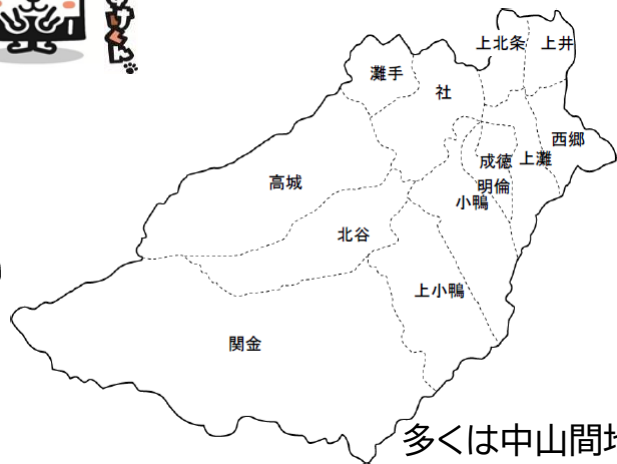 上北条
上井
灘手
社
西郷
成徳
上灘
明倫
小鴨
高城
北谷
上小鴨
関金
多くは中山間